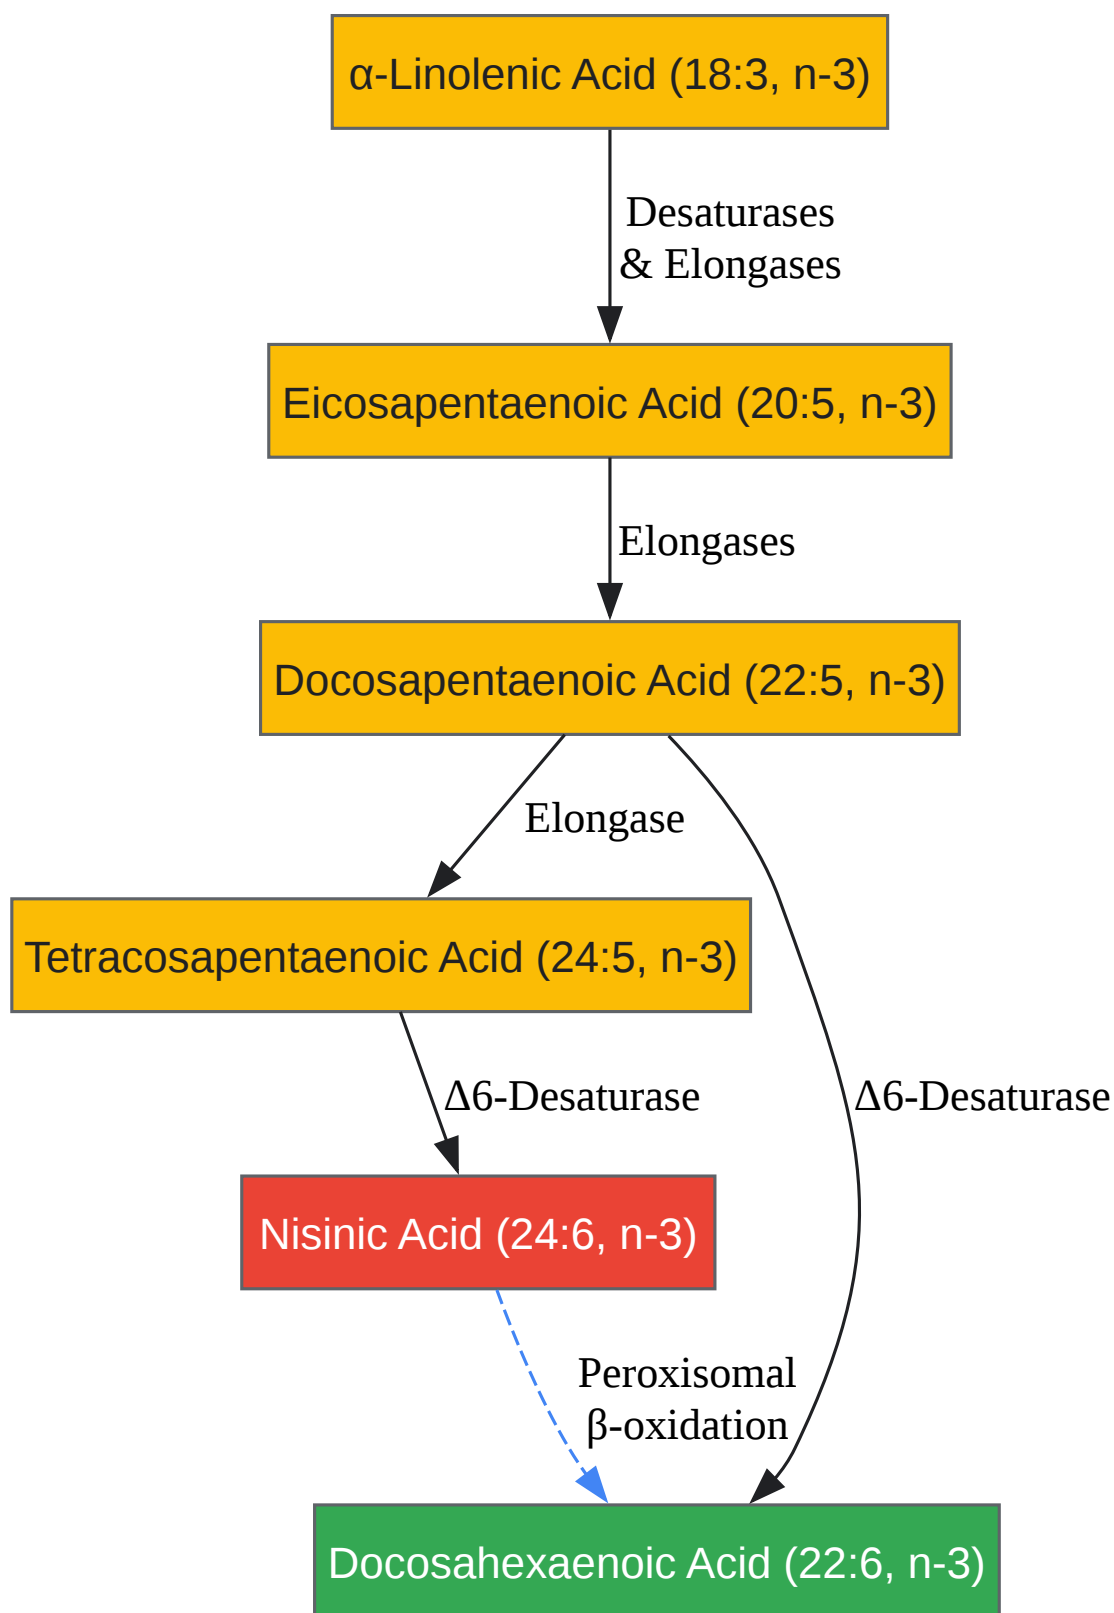 α-Linolenic Acid (18:3, n-3)
Desaturases
& Elongases
Eicosapentaenoic Acid (20:5, n-3)
Elongases
Docosapentaenoic Acid (22:5, n-3)
Elongase
Tetracosapentaenoic Acid (24:5, n-3)
Δ6-Desaturase
Δ6-Desaturase
Nisinic Acid (24:6, n-3)
Peroxisomal
β-oxidation
Docosahexaenoic Acid (22:6, n-3)